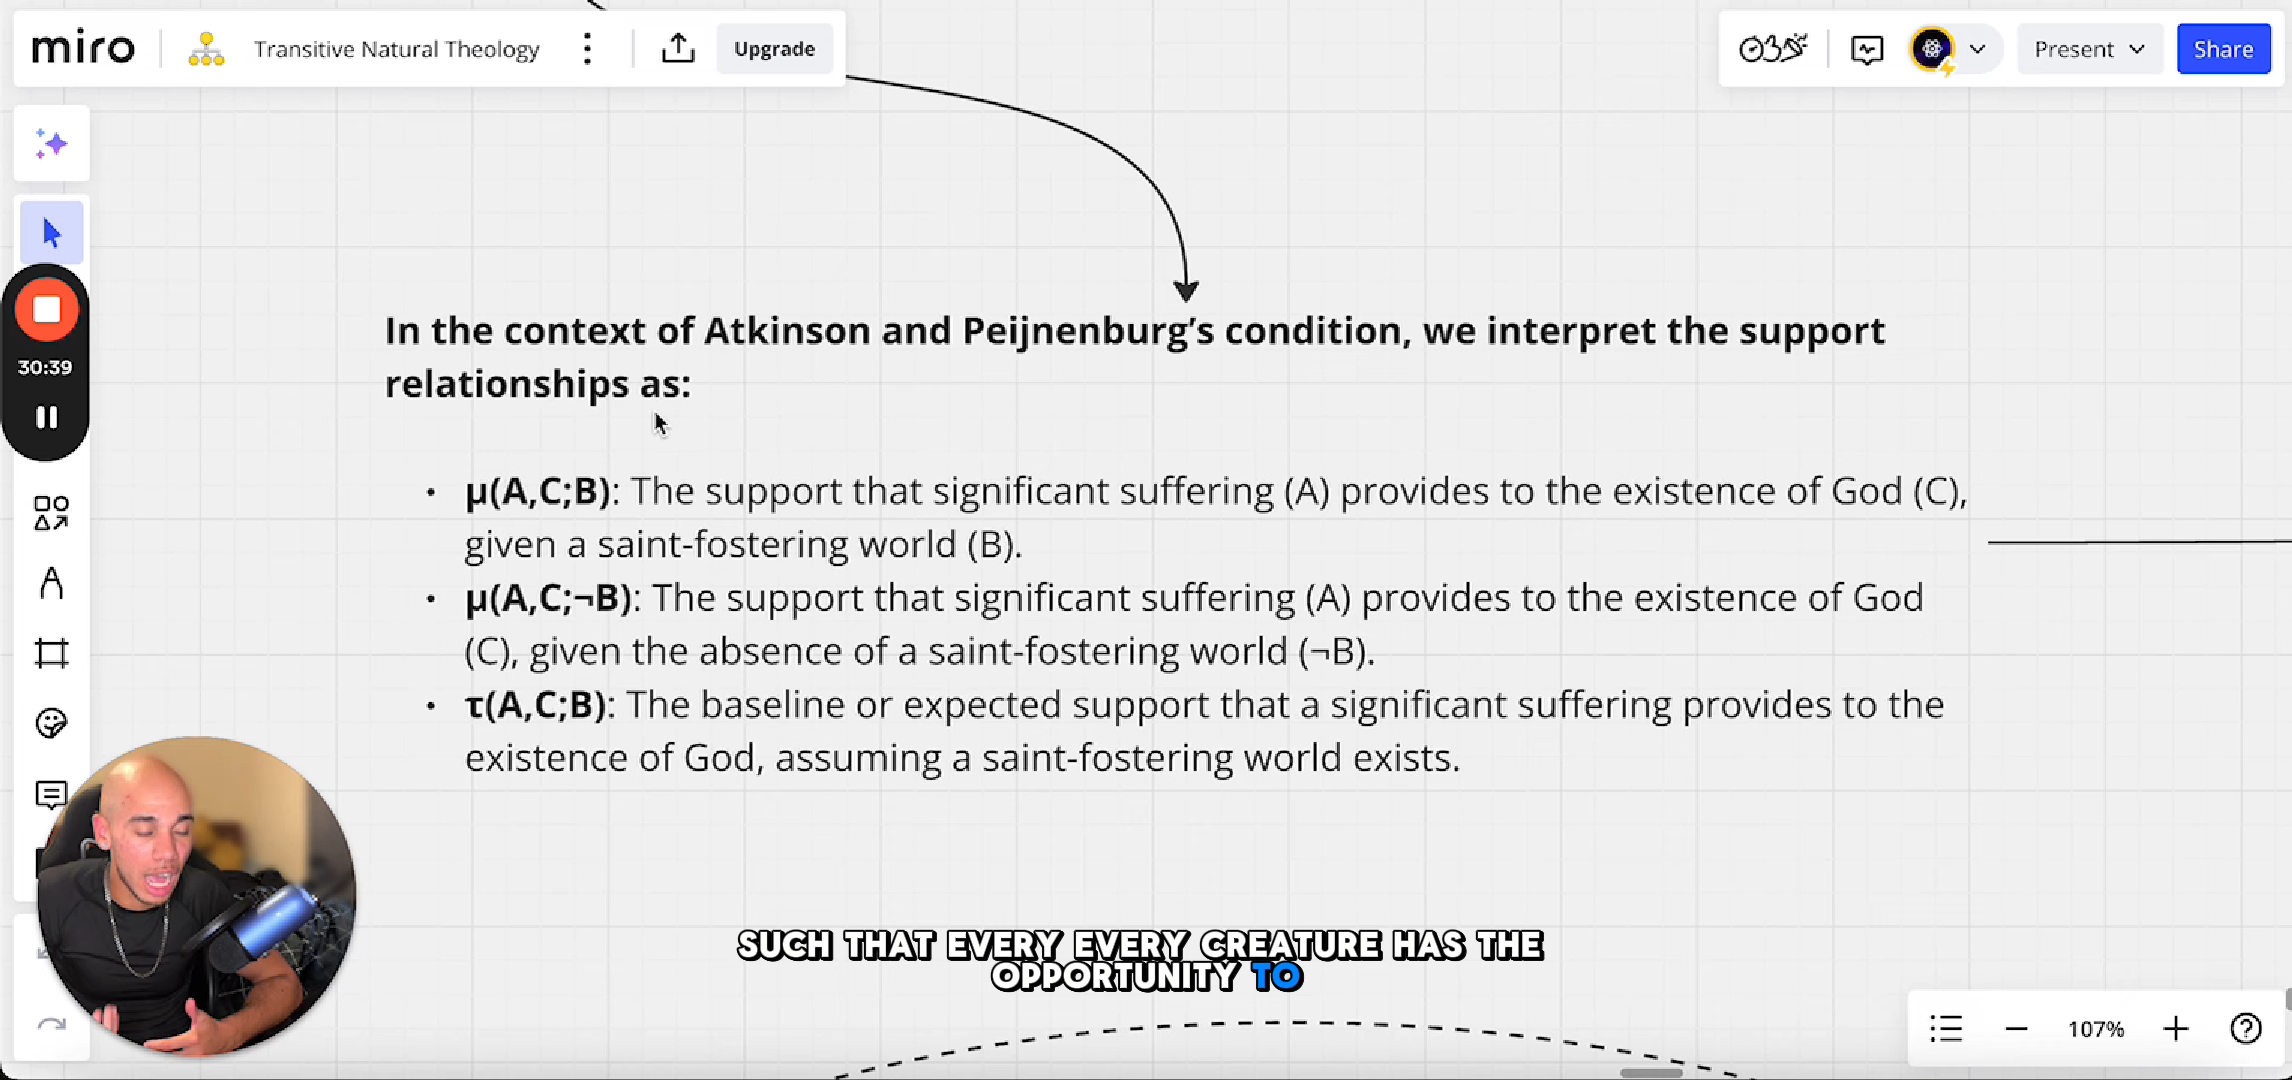 miro
Transitive Natural Theology
Upgrade
Present
Share
30:39
In the context of Atkinson and Peijnenburg's condition, we interpret the support
relationships as:
• μ(A,C;B): The support that significant suffering (A) provides to the existence of God (C),
given a saint-fostering world (B).
• μ(A,C;¬B): The support that significant suffering (A) provides to the existence of God
(C), given the absence of a saint-fostering world (¬B).
• τ(A,C;B): The baseline or expected support that a significant suffering provides to the
existence of God, assuming a saint-fostering world exists.
SUCH THAT EVERY EVERY CREATURE HAS THE
OPPORTUNITY TO
107%